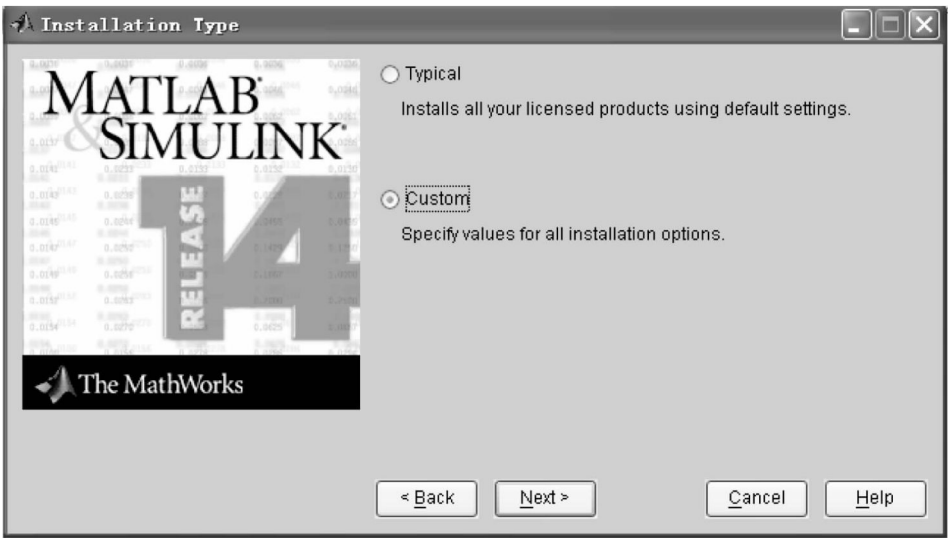 Installation Type
MATLAB
& SIMULINK
RELEASE 14
The MathWorks
Typical
Installs all your licensed products using default settings.
Custom
Specify values for all installation options.
< Back
Next >
Cancel
Help